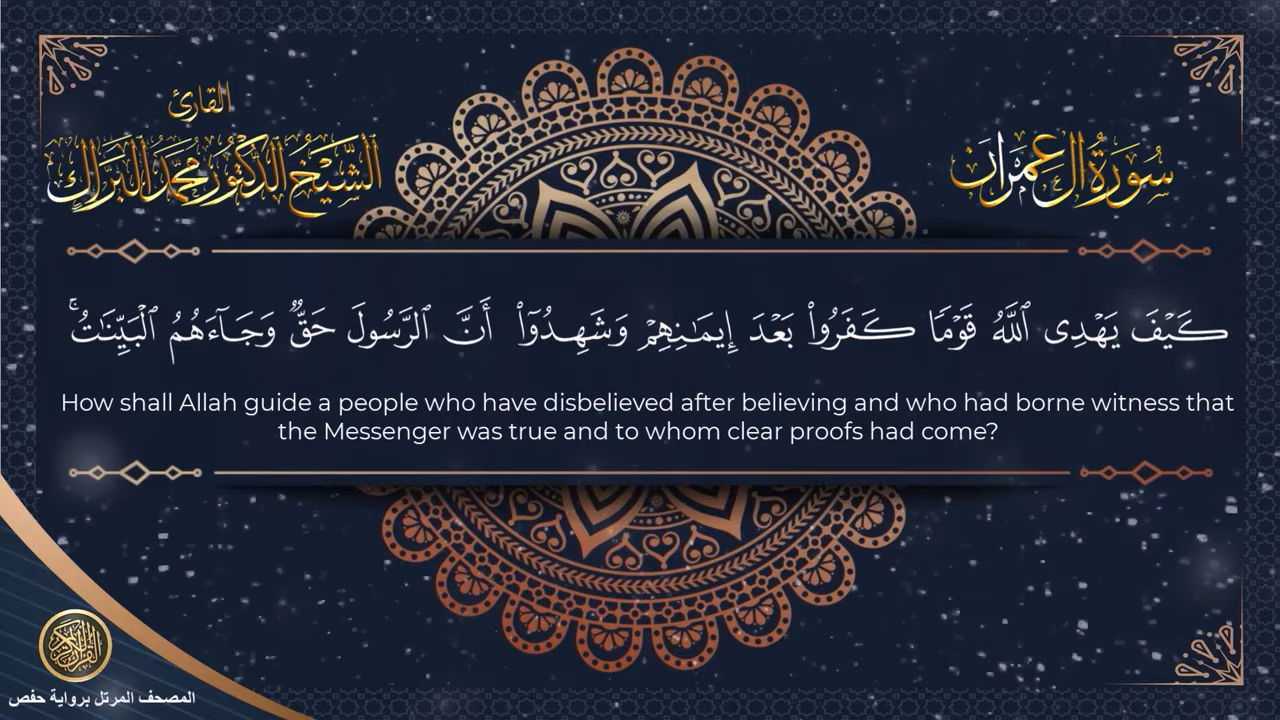 القارئ
الشيخ الدكتور محمد البراك
سورة آل عمران
كَيْفَ يَهْدِى ٱللَّهُ قَوْمًا كَفَرُوا۟ بَعْدَ إِيمَـٰنِهِمْ وَشَهِدُوٓا۟ أَنَّ ٱلرَّسُولَ حَقٌّ وَجَآءَهُمُ ٱلْبَيِّنَـٰتُ ۚ
How shall Allah guide a people who have disbelieved after believing and who had borne witness that
the Messenger was true and to whom clear proofs had come?
القرآن الكريم
المصحف المرتل برواية حفص